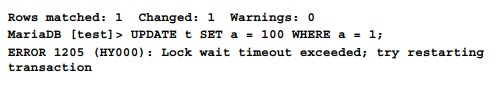 Rows matched: 1  Changed: 1  Warnings: 0
MariaDB [test]> UPDATE t SET a = 100 WHERE a = 1;
ERROR 1205 (HY000): Lock wait timeout exceeded; try restarting
transaction